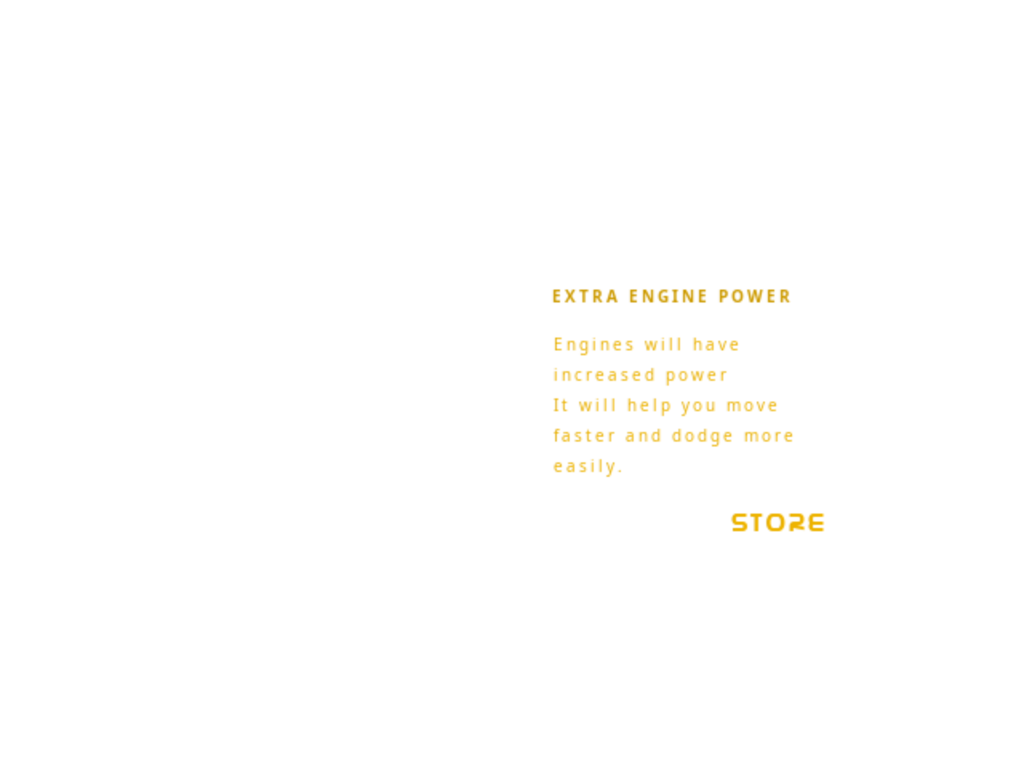 EXTRA ENGINE POWER
Engines will have
increased power
It will help you move
faster and dodge more
easily.
STORE